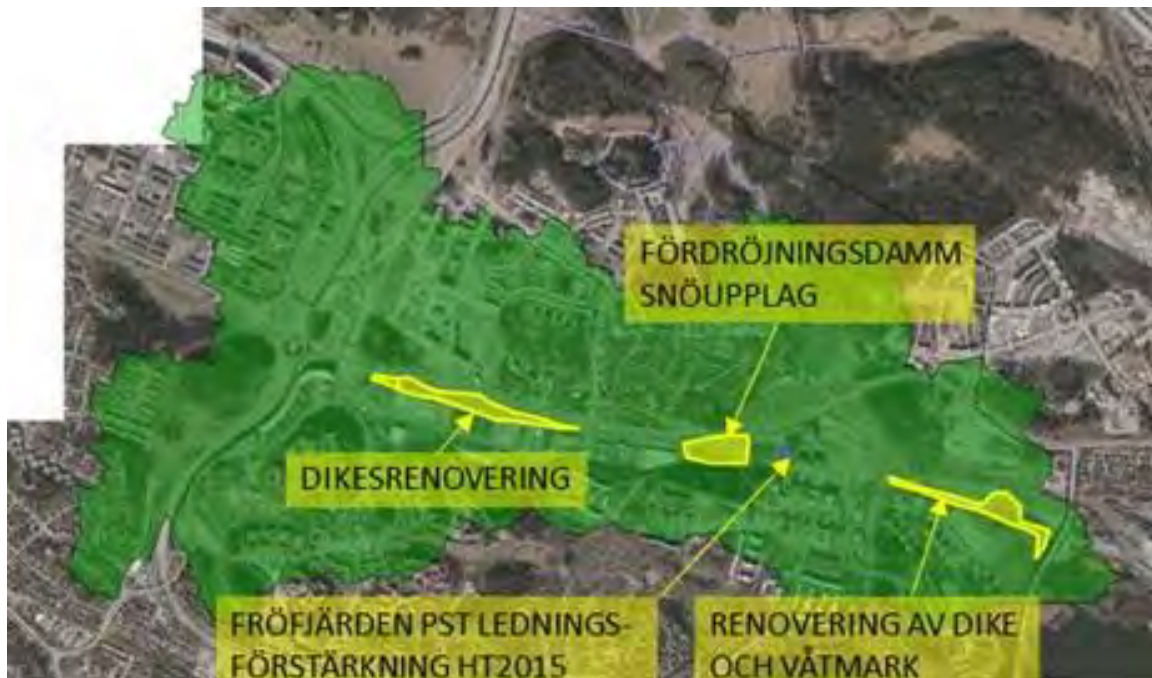 FÖRDRÖJNINGSDAMM
SNÖUPPLAG
DIKESRENOVERING
FRÖFJÄRDEN PST LEDNINGS-
FÖRSTÄRKNING HT2015
RENOVERING AV DIKE
OCH VÅTMARK